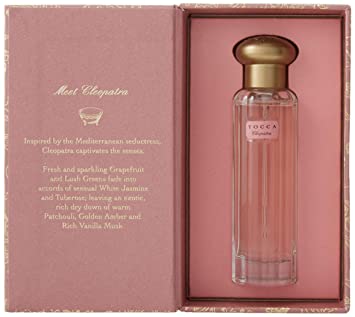 Meet Cleopatra
Inspired by the Mediterranean seductress,
Cleopatra captivates the senses.
Fresh and sparkling Grapefruit
and Lush Greens fade into
accords of sensual White Jasmine
and Tuberose; leaving an exotic,
rich dry down of warm
Patchouli, Golden Amber and
Rich Vanilla Musk.
TOCCA
Cleopatra